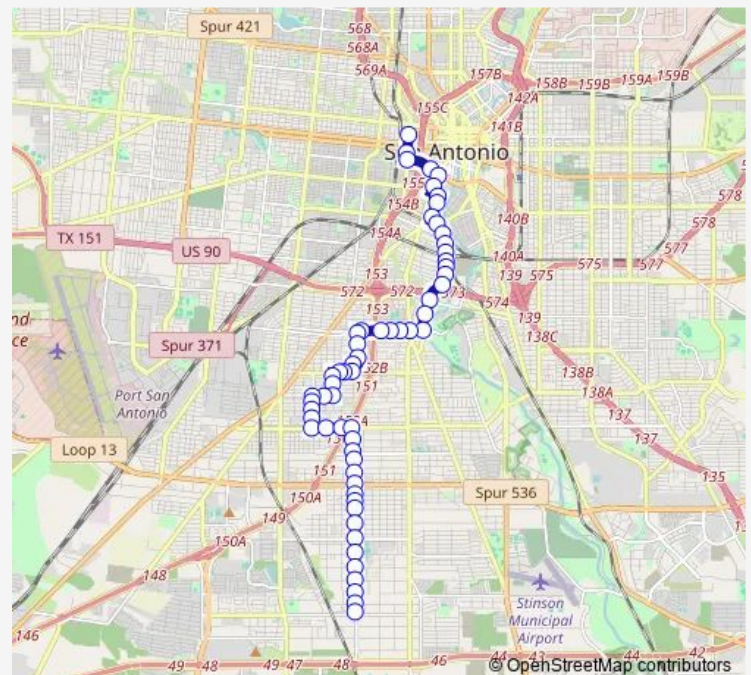 Spur 421
568
568A
569A
157B
158B
159B
159A
159B
155C
142A
141B
San Antonio
155
154B
578
578
577
140B
TX 151
154A
US 90
140A
575
577
139
575
153
572
572
573
574
153
139
138C
Spur 371
152B
151
138B
138A
137
Port San
Antonio
137
Loop 13
151
135
150A
Spur 536
149
150A
148
Stinson
Municipal
Airport
146
49 48
49
47
48
46
44
43
42
© OpenStreetMap contributors